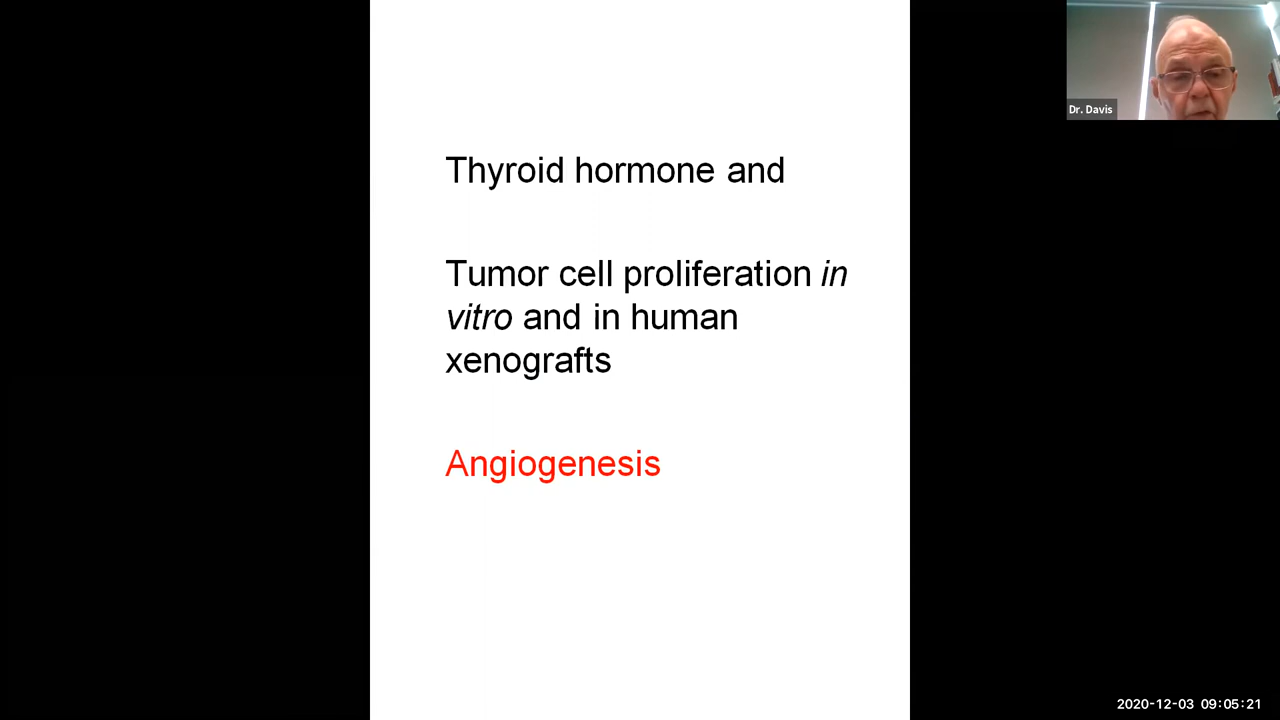 Dr. Davis
Thyroid hormone and
Tumor cell proliferation in
vitro and in human
xenografts
Angiogenesis
2020-12-03 09:05:21